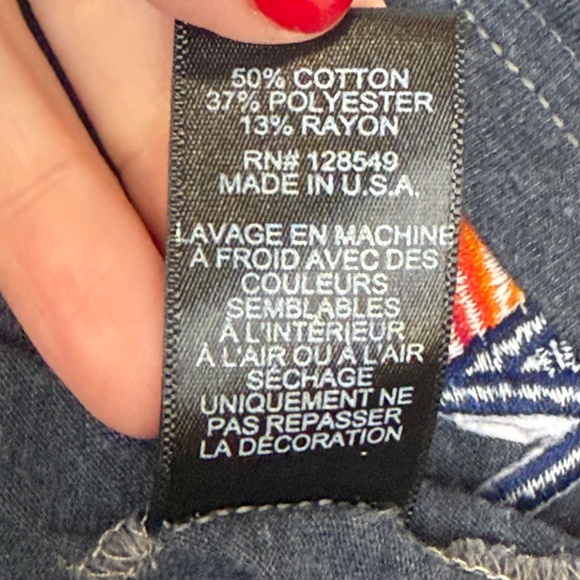 50% COTTON
37% POLYESTER
13% RAYON
RN# 128549
MADE IN U.S.A.
LAVAGE EN MACHINE
À FROID AVEC DES
COULEURS
SEMBLABLES
À L'INTÉRIEUR
À L'AIR OU À L'AIR
SÉCHAGE
UNIQUEMENT NE
PAS REPASSER
LA DÉCORATION